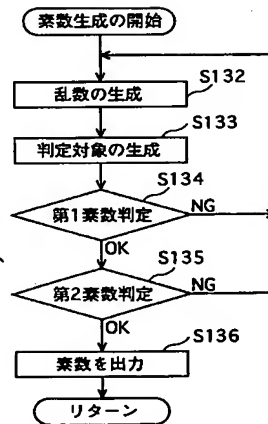 素数生成の開始
S132
乱数の生成
S133
判定対象の生成
S134
第1素数判定
NG
OK
S135
第2素数判定
NG
OK
S136
素数を出力
リターン